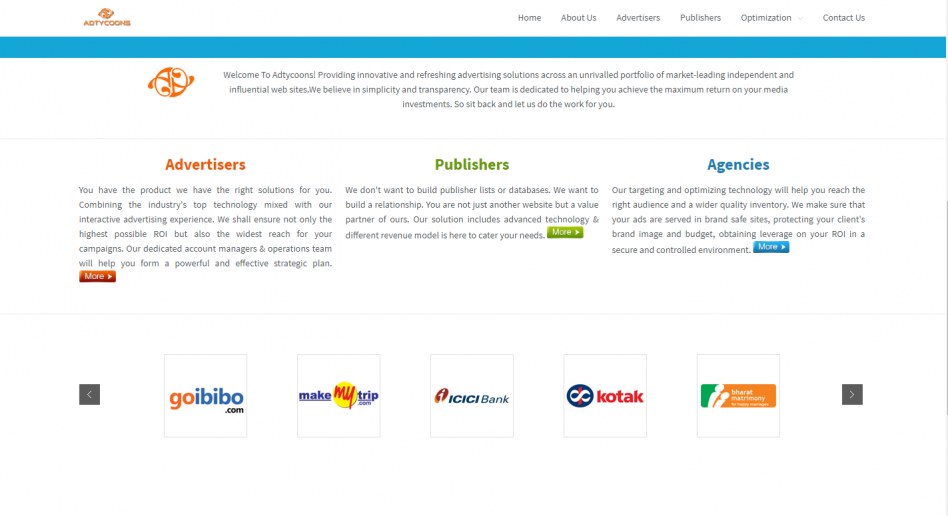 ADTYCOONS
Home About Us Advertisers Publishers Optimization Contact Us
Welcome To Adtycoons! Providing innovative and refreshing advertising solutions across an unrivalled portfolio of market-leading independent and
influential web sites.We believe in simplicity and transparency. Our team is dedicated to helping you achieve the maximum return on your media
investments. So sit back and let us do the work for you.
Advertisers
You have the product we have the right solutions for you.
Combining the industry's top technology mixed with our
interactive advertising experience. We shall ensure not only the
highest possible ROI but also the widest reach for your
campaigns. Our dedicated account managers & operations team
will help you form a powerful and effective strategic plan.
More
Publishers
We don't want to build publisher lists or databases. We want to
build a relationship. You are not just another website but a value
partner of ours. Our solution includes advanced technology &
different revenue model is here to cater your needs. More
Agencies
Our targeting and optimizing technology will help you reach the
right audience and a wider quality inventory. We make sure that
your ads are served in brand safe sites, protecting your client's
brand image and budget, obtaining leverage on your ROI in a
secure and controlled environment. More
goibibo
.com
make my trip
.com
ICICI Bank
kotak
bharat
matrimony
for happy marriages